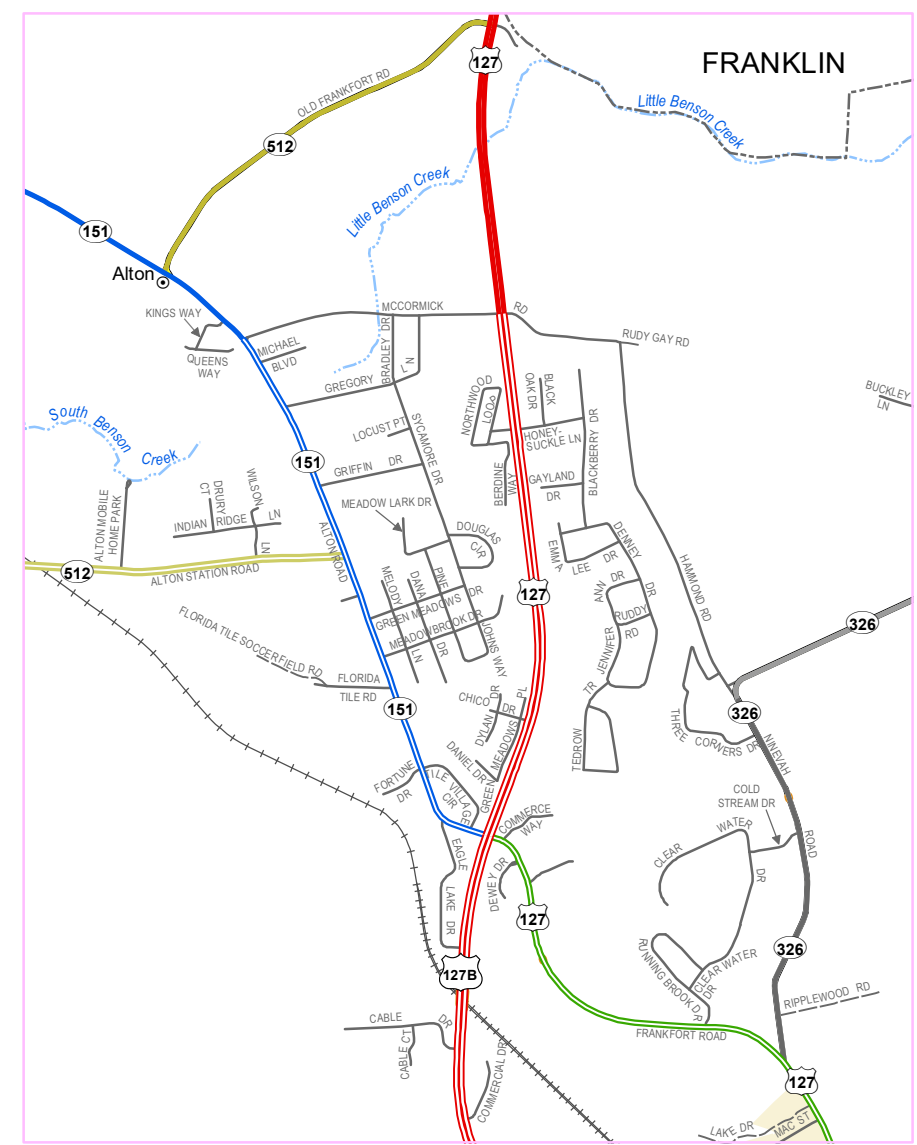 FRANKLIN
127
OLD FRANKFORT RD
512
Little Benson Creek
Little Benson Creek
151
Alton
KINGS WAY
QUEENS
WAY
MCCORMICK
RD
RUDY GAY RD
MICHAEL
BLVD
BRADLEY DR
GREGORY
LN
BUCKLEY
LN
NORTHWOOD
LOOP
BLACK
OAK DR
SYCAMORE DR
LOCUST PT
HONEY-
SUCKLE LN
BLACKBERRY DR
South Benson
Creek
151
GRIFFIN DR
BERDINE
WAY
GAYLAND
DR
ALTON MOBILE
HOME PARK
DRURY
CT
WILSON
LN
INDIAN RIDGE LN
MEADOW LARK DR
DOUGLAS
CIR
EMMA
LEE DR
DENNEY
DR
ALTON ROAD
512
ALTON STATION ROAD
HAMMOND RD
MELODY
LN
DANA
DR
PINE
GREEN MEADOWS DR
MEADOWBROOK DR
JOHNS WAY
127
ANN DR
RUDDY
RD
JENNIFER
326
FLORIDA TILE SOCCERFIELD RD
FLORIDA
TILE RD
151
CHICO DR
DYLAN DR
DANIEL DR
GREEN MEADOWS PL
TEDROW TR
THREE
CORNERS DR
326
NINEVAH
ROAD
FORTUNE
DR
TILE VILLAGE
CIR
COMMERCE
WAY
COLD
STREAM DR
CLEAR WATER
DR
EAGLE
LAKE DR
DEWEY DR
127
326
127B
RUNNING BROOK DR
CLEAR WATER
DR
RIPPLEWOOD RD
CABLE DR
CABLE CT
COMMERCIAL DR
FRANKFORT ROAD
127
LAKE DR
MAC ST